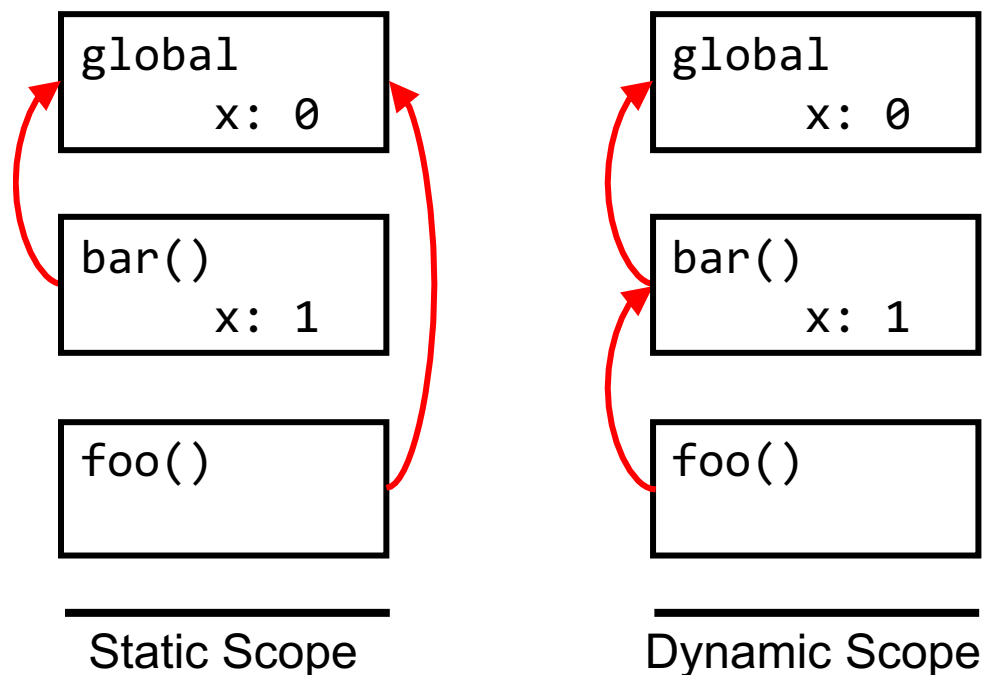 global
x: 0
bar()
x: 1
foo()
Static Scope
global
x: 0
bar()
x: 1
foo()
Dynamic Scope